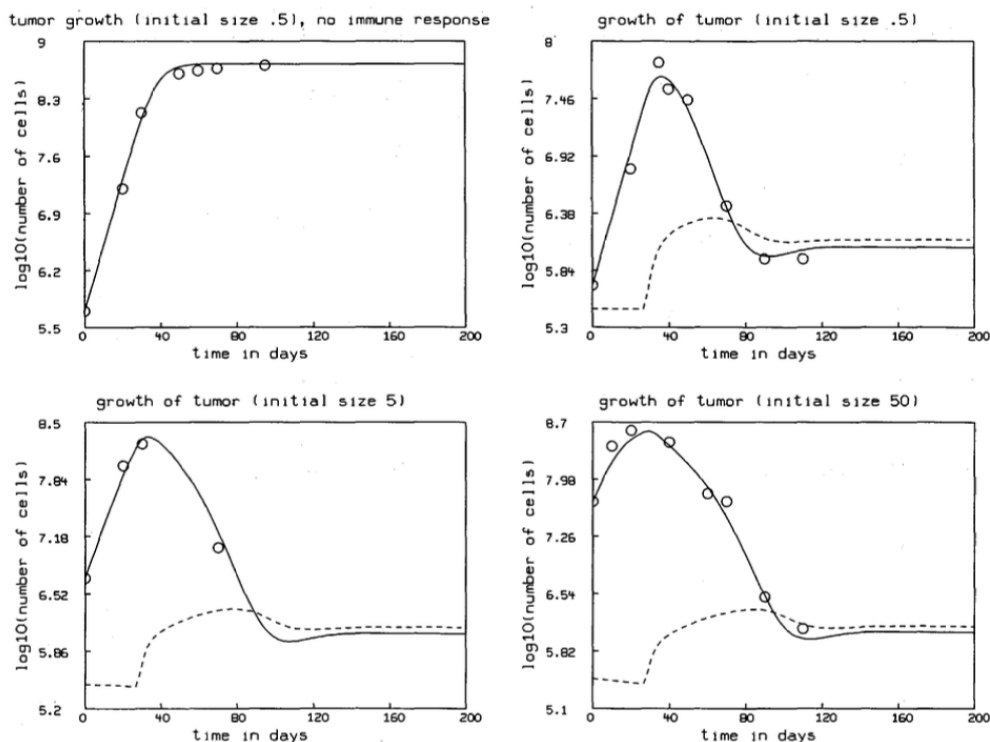 tumor growth (initial size .5), no immune response
9
8.3
7.6
6.9
6.2
5.5
log10(number of cells)
0 40 80 120 160 200
time in days
growth of tumor (initial size .5)
8
7.46
6.92
6.38
5.84
5.3
log10(number of cells)
0 40 80 120 160 200
time in days
growth of tumor (initial size 5)
8.5
7.84
7.18
6.52
5.86
5.2
log10(number of cells)
0 40 80 120 160 200
time in days
growth of tumor (initial size 50)
8.7
7.98
7.26
6.54
5.82
5.1
log10(number of cells)
0 40 80 120 160 200
time in days